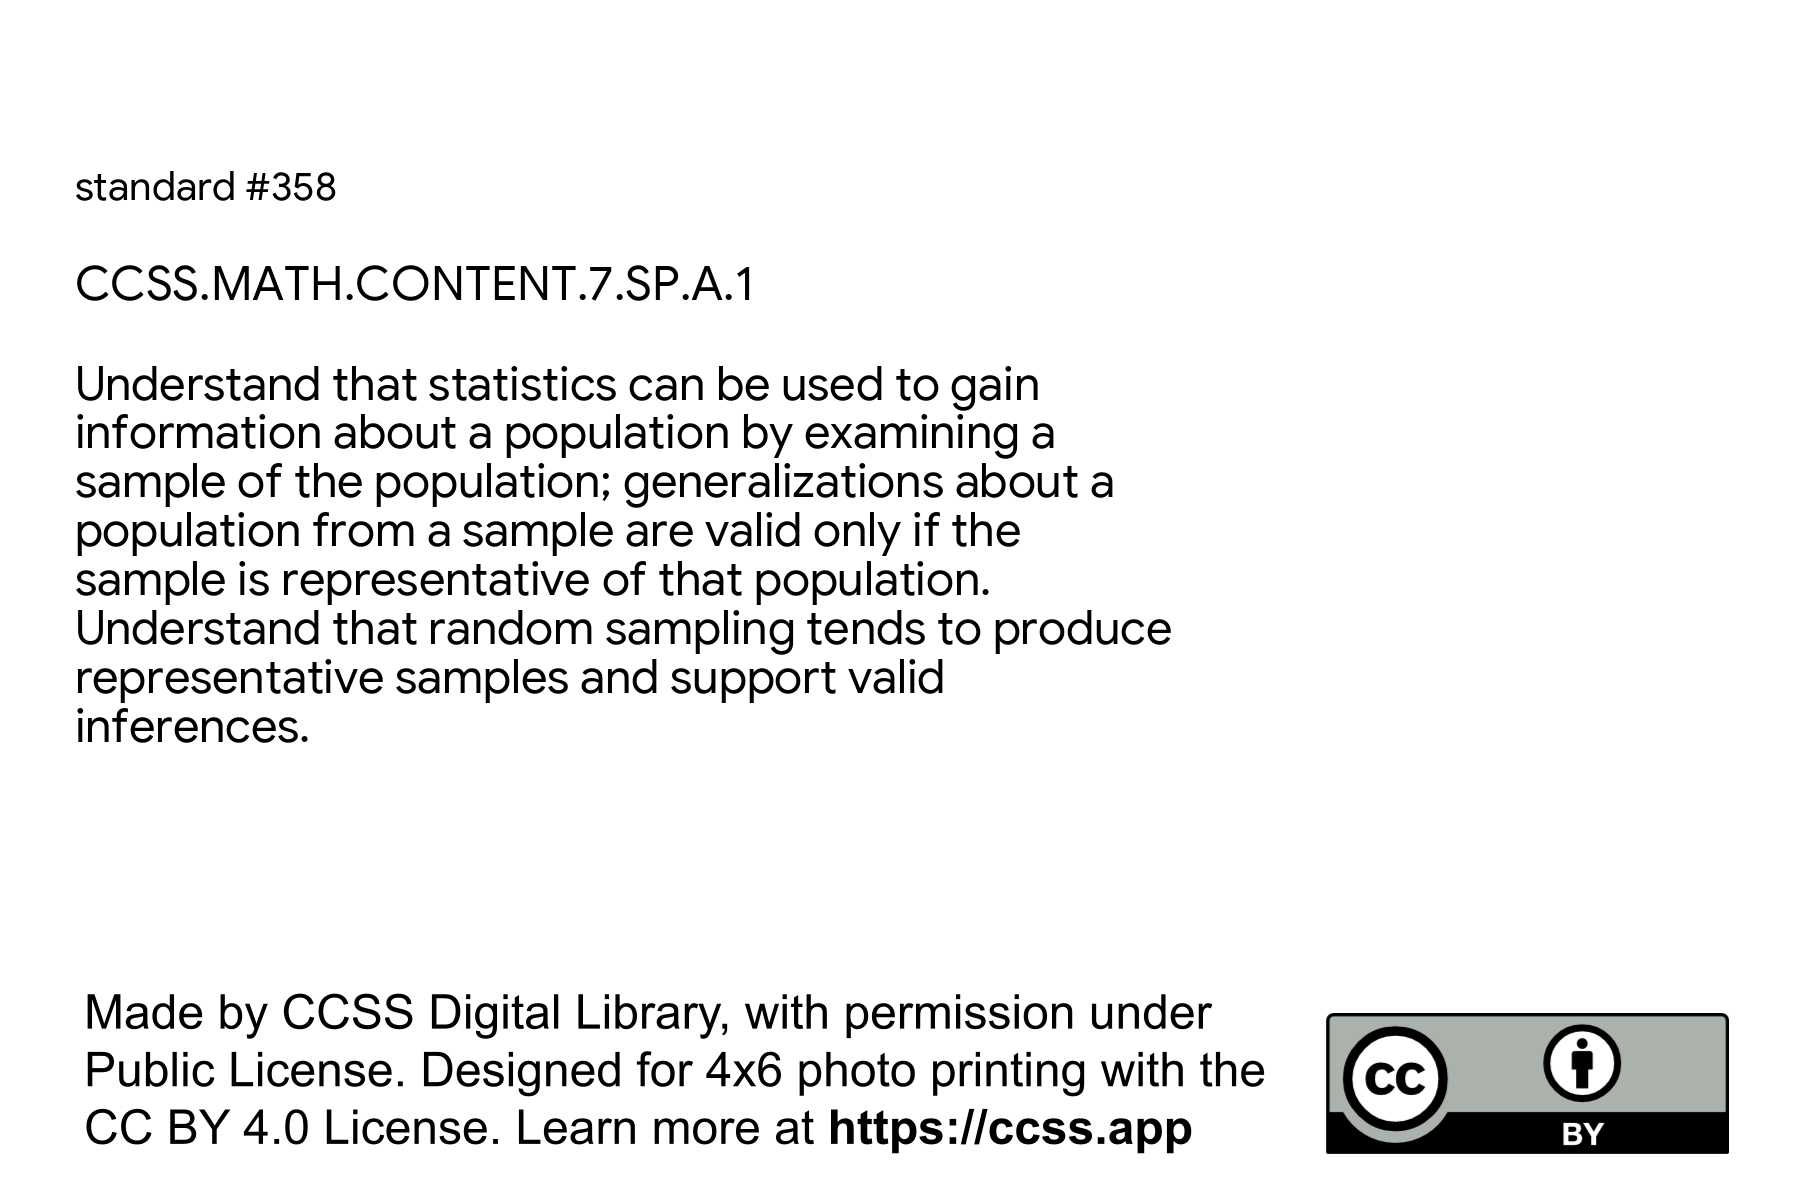 standard #358
CCSS.MATH.CONTENT.7.SP.A.1
Understand that statistics can be used to gain
information about a population by examining a
sample of the population; generalizations about a
population from a sample are valid only if the
sample is representative of that population.
Understand that random sampling tends to produce
representative samples and support valid
inferences.
Made by CCSS Digital Library, with permission under
Public License. Designed for 4x6 photo printing with the
CC BY 4.0 License. Learn more at https://ccss.app
CC
BY